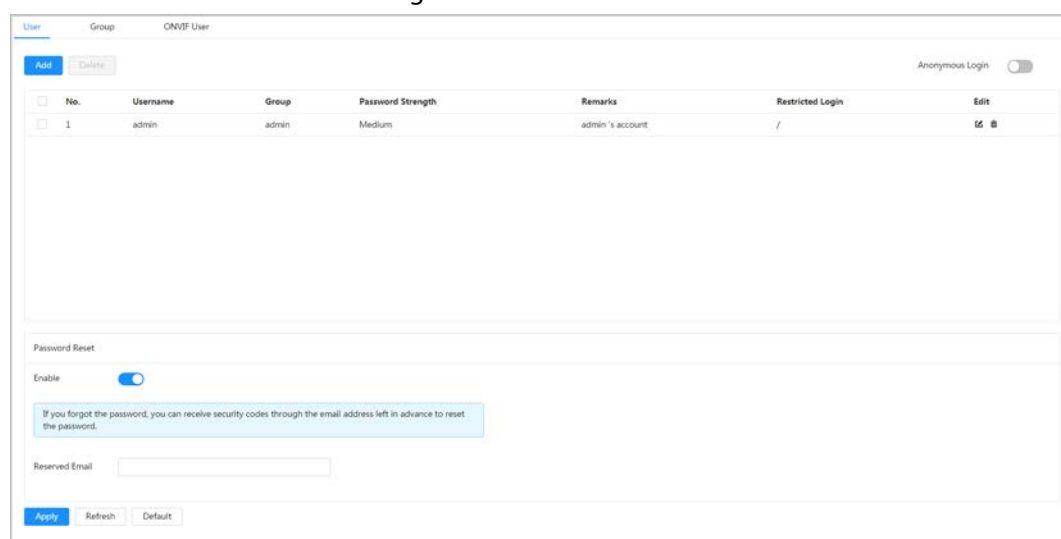 User Group ONVIF User
Add Delete Anonymous Login
No. Username Group Password Strength Remarks Restricted Login Edit
1 admin admin Medium admin 's account /
Password Reset
Enable
If you forgot the password, you can receive security codes through the email address left in advance to reset
the password.
Reserved Email
Apply Refresh Default